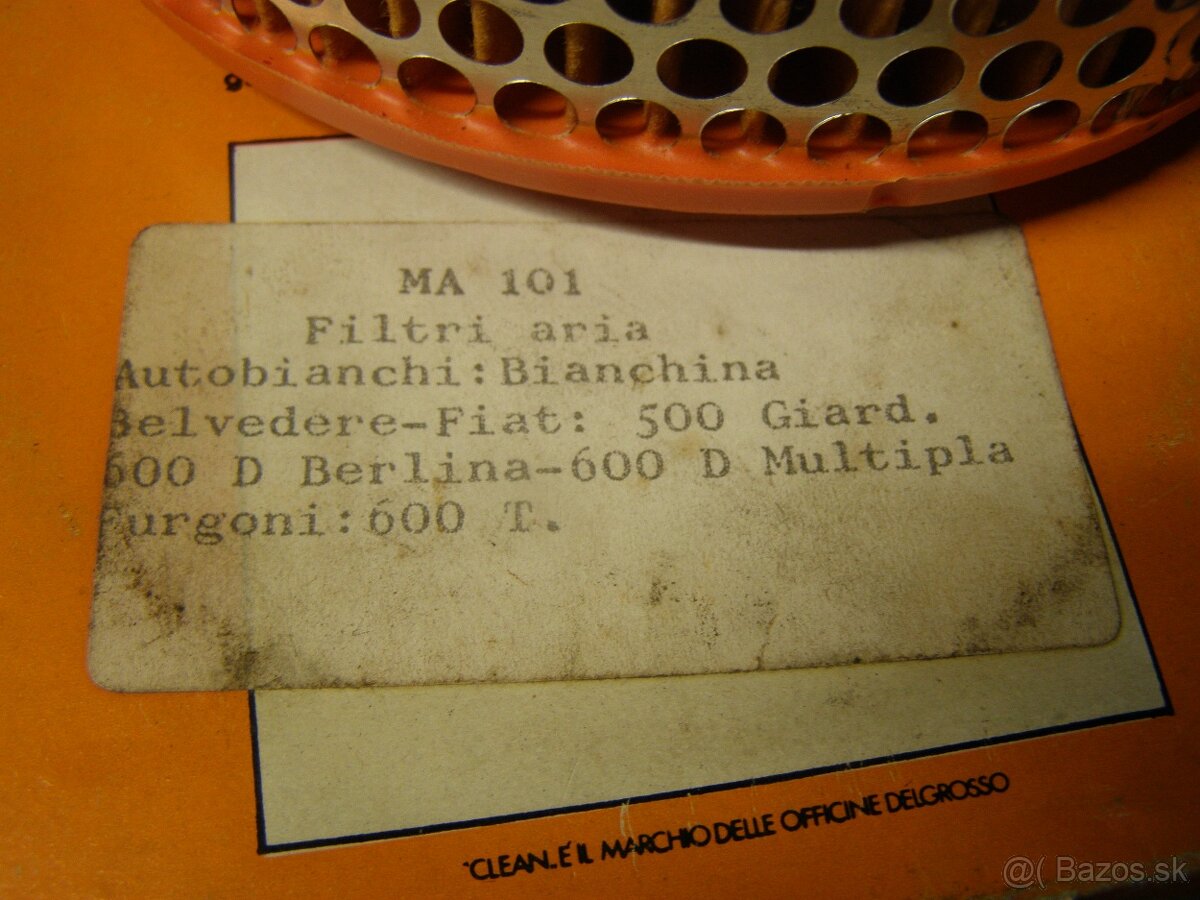 MA 101
Filtri aria
Autobianchi:Bianchina
Belvedere-Fiat: 500 Giard.
600 D Berlina-600 D Multipla
Furgoni:600 T.
"CLEAN„ É IL MARCHIO DELLE OFFICINE DELGROSSO
@( Bazos.sk